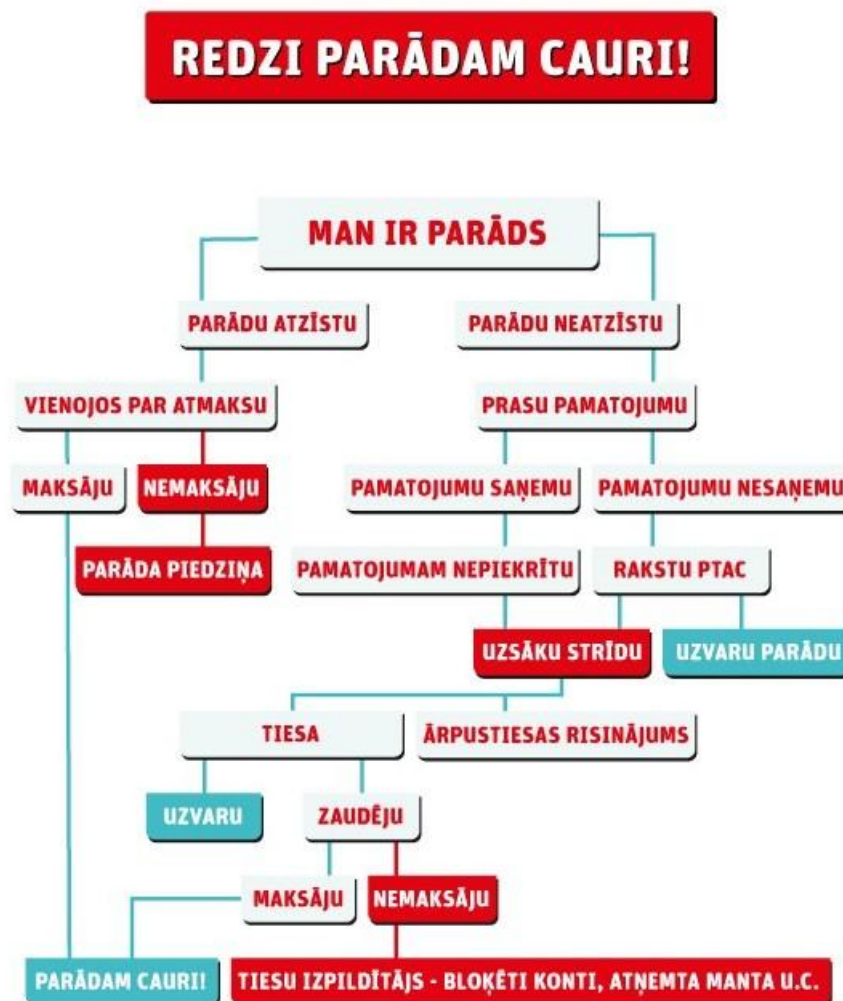 REDZI PARĀDAM CAURI!
MAN IR PARĀDS
PARĀDU ATZĪSTU
PARĀDU NEATZĪSTU
VIENOJOS PAR ATMAKSU
PRASU PAMATOJUMU
MAKSĀJU
NEMAKSĀJU
PAMATOJUMU SAŅEMU
PAMATOJUMU NESAŅEMU
PARĀDA PIEDZIŅA
PAMATOJUMAM NEPIEKRĪTU
RAKSTU PTAC
UZSĀKU STRĪDU
UZVARU PARĀDU
TIESA
ĀRPUSTIESAS RISINĀJUMS
UZVARU
ZAUDĒJU
MAKSĀJU
NEMAKSĀJU
PARĀDAM CAURI!
TIESU IZPILDĪTĀJS - BLOĶĒTI KONTI, ATŅEMTA MANTA U.C.